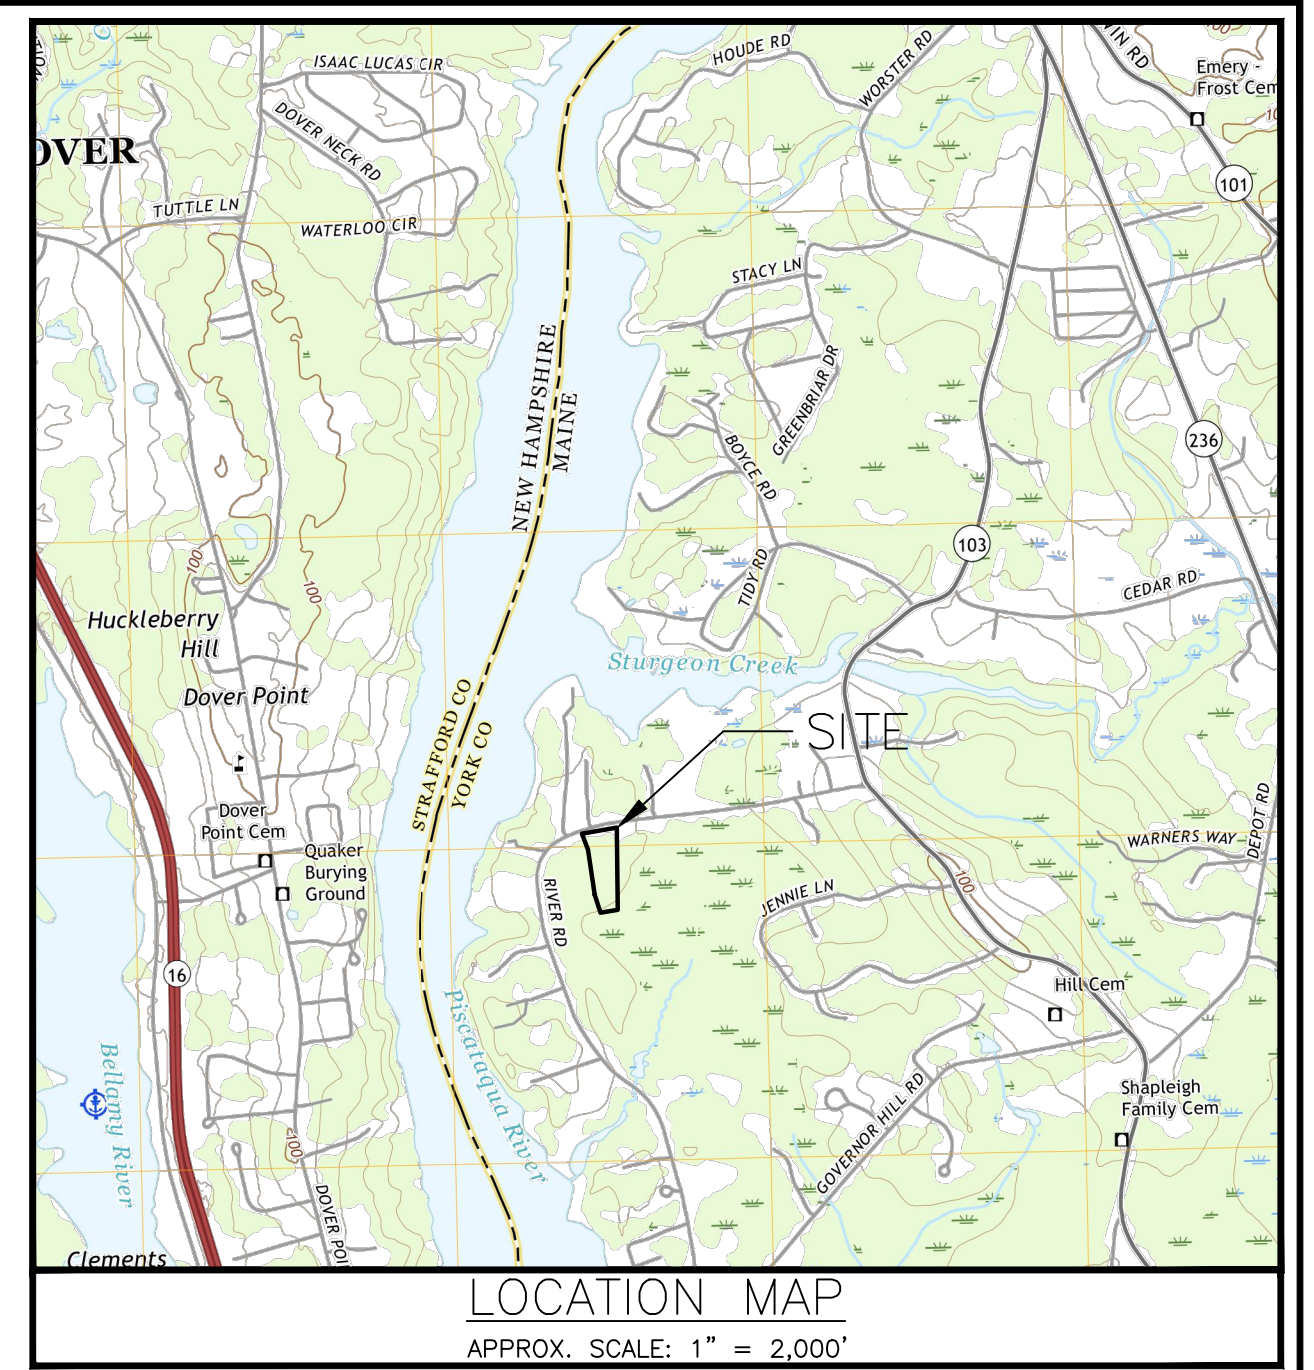 ISAAC LUCAS CIR
HOUDE RD
WORSTER RD
Emery -
Frost Cem
DOVER NECK RD
OVER
101
TUTTLE LN
WATERLOO CIR
STACY LN
NEW HAMPSHIRE
MAINE
GREENBRIAR DR
BOYCE RD
236
103
100
100
TIDY RD
CEDAR RD
Huckleberry
Hill
Sturgeon Creek
Dover Point
STRAFFORD CO
YORK CO
SITE
Dover
Point Cem
Quaker
Burying
Ground
WARNERS WAY
DEPOT RD
RIVER RD
JENNIE LN
100
16
Hill Cem
Piscataqua River
Bellamy River
Shapleigh
Family Cem
GOVERNOR HILL RD
100
DOVER POI
Clements
LOCATION MAP
APPROX. SCALE: 1" = 2,000'